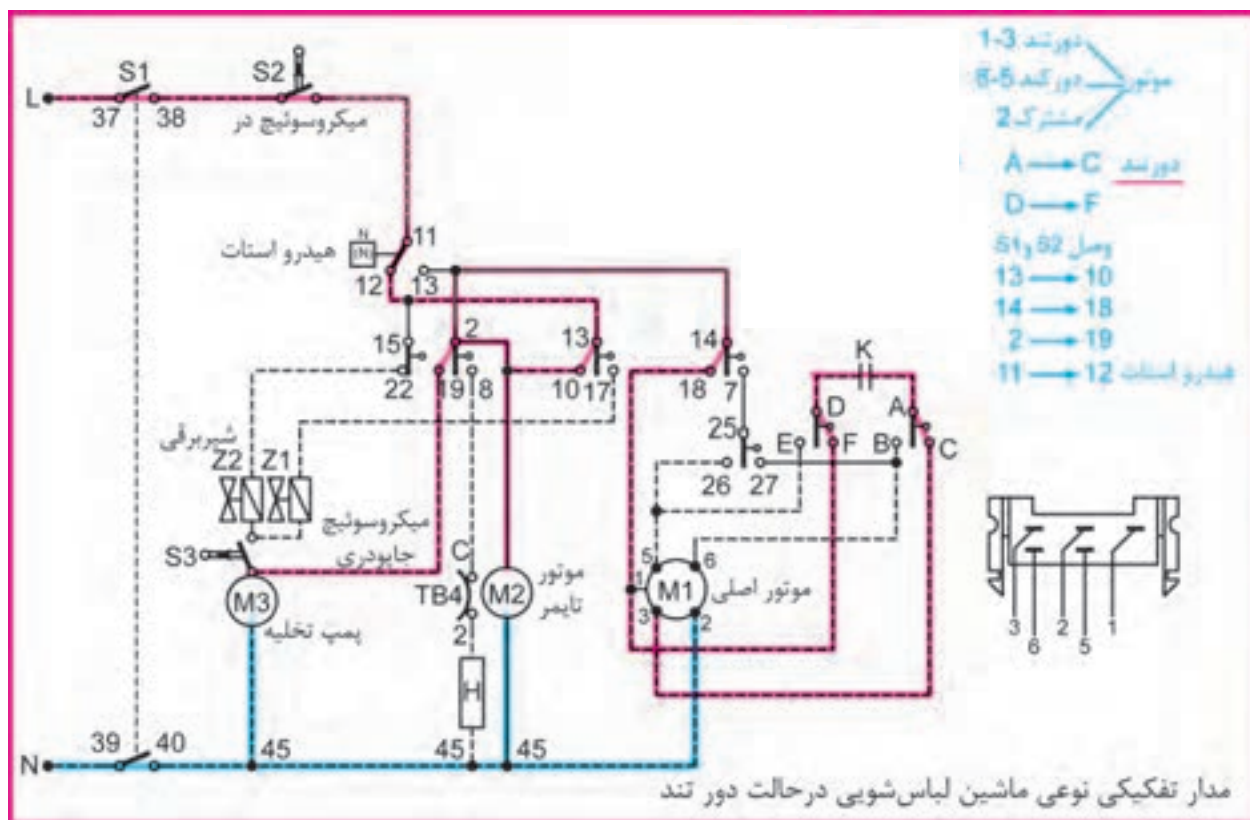 S1
S2
L
37 38
میکروسوئیچ در
دورتند 1-3
دورکند 6-5
مشترک 2
موتور
A → C دورتند
D → F
وصل S2 و S1
13 → 10
14 → 18
2 → 19
11 → 12 هیدرو استات
N
(N)
هیدرو استات
11
12 13
15 2 13 14
22 19 8 10 17 18 7
K
D A
E F B C
25
26 27
شیربرقی
Z2 Z1
میکروسوئیچ
جاپودری
S3
C
TB4
2
H
M3
پمپ تخلیه
M2
موتور
تایمر
5 6
1 M1
3 2
موتور اصلی
3 2 1
6 5
N
39 40 45 45 45
مدار تفکیکی نوعی ماشین لباس‌شویی درحالت دور تند